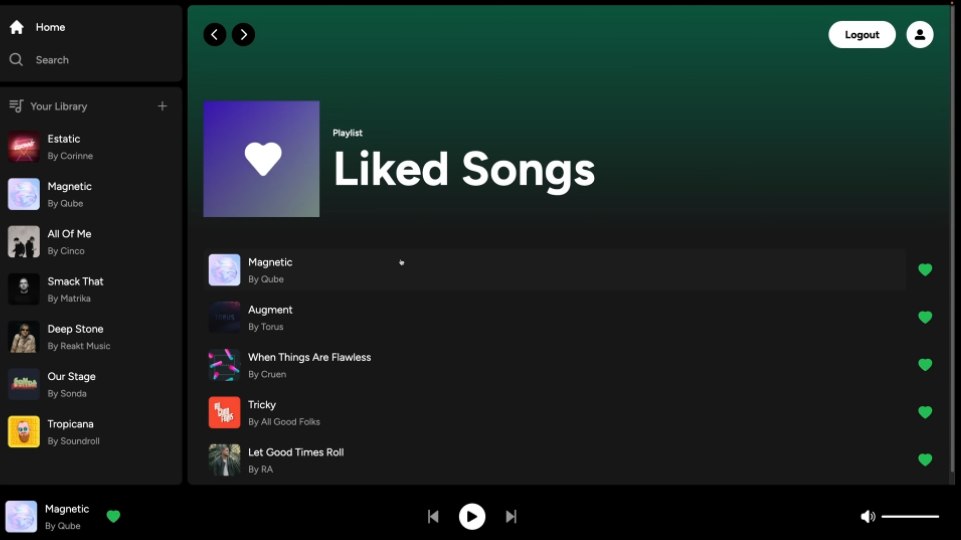 Home
Search
Your Library
Estatic
By Corinne
Magnetic
By Qube
All Of Me
By Cinco
Smack That
By Matrika
Deep Stone
By Reakt Music
Our Stage
By Sonda
Tropicana
By Soundroll
Logout
Playlist
Liked Songs
Magnetic
By Qube
Augment
By Torus
TORUS
When Things Are Flawless
By Cruen
Tricky
By All Good Folks
Let Good Times Roll
By RA
Magnetic
By Qube